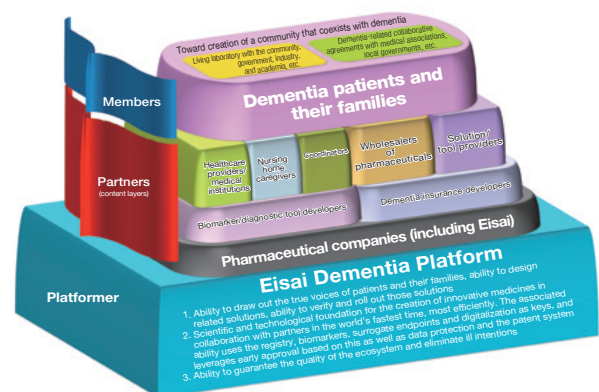 Toward creation of a community that coexists with dementia
Living laboratory with the community,
government, industry,
and academia, etc.
Dementia-related collaborative
agreements with medical associations,
local governments, etc.
Dementia patients and
their families
Members
Healthcare
providers/
medical
institutions
Nursing
home
caregivers
coordinators
Wholesalers
of
pharmaceuticals
Solution/
tool providers
Partners
(content layers)
Biomarker/diagnostic tool developers
Dementia insurance developers
Pharmaceutical companies (including Eisai)
Platformer
Eisai Dementia Platform
1. Ability to draw out the true voices of patients and their families, ability to design
related solutions, ability to verify and roll out those solutions
2. Scientific and technological foundation for the creation of innovative medicines in
collaboration with partners in the world's fastest time, most efficiently. The associated
ability uses the registry, biomarkers, surrogate endpoints and digitalization as keys, and
leverages early approval based on this as well as data protection and the patent system
3. Ability to guarantee the quality of the ecosystem and eliminate ill intentions